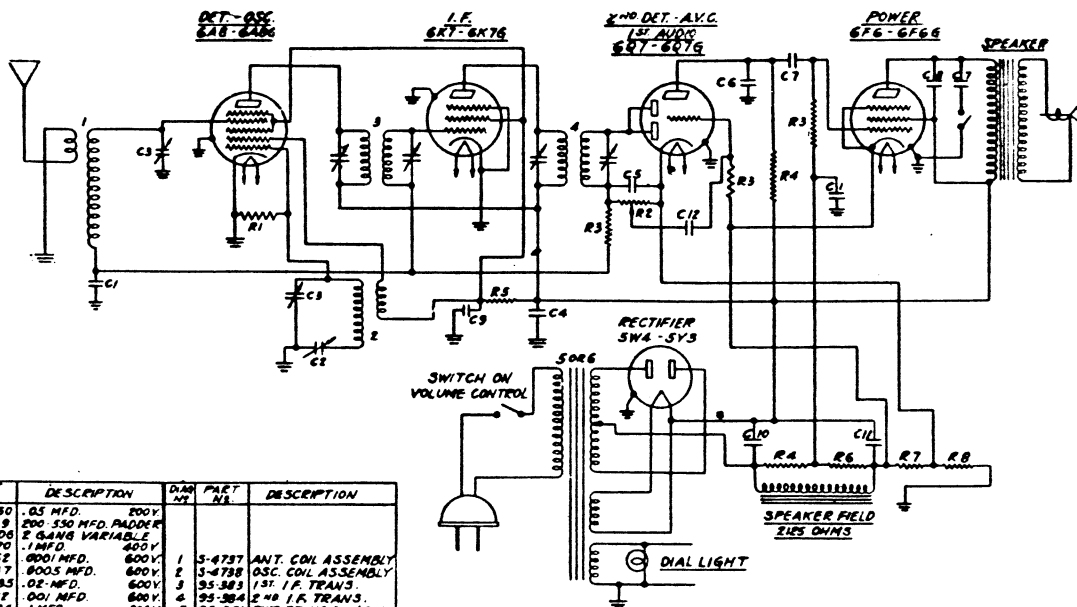 DET.-OSC.
6A8-6A8G
I.F.
6K7-6K7G
2ND DET.-A.V.C.
1ST AUDIO
6Q7-6Q7G
POWER
6F6-6F6G
SPEAKER
1
C3
3
4
C5
R2
R3
C12
R3
C6
C7
R4
R3
C1
C8
C7
R1
C1
C3
2
C2
C9
R5
C4
RECTIFIER
5W4-5Y3
5 OR 6
SWITCH ON
VOLUME CONTROL
C10
C11
R4
R6
R7
R8
SPEAKER FIELD
2125 OHMS
DIAL LIGHT
DESCRIPTION
DIAG PART DESCRIPTION
NO. NO.
.05 MFD. 200V.
200-550 MFD. PADDER
2 GANG VARIABLE
.1 MFD. 400V
.0001 MFD. 600V. 1 S-4737 ANT. COIL ASSEMBLY
.0005 MFD. 600V. 2 S-4738 OSC. COIL ASSEMBLY
.02-MFD. 600V. 3 95-383 1ST. I.F. TRANS.
.001 MFD. 600V. 4 95-384 2ND I.F. TRANS.